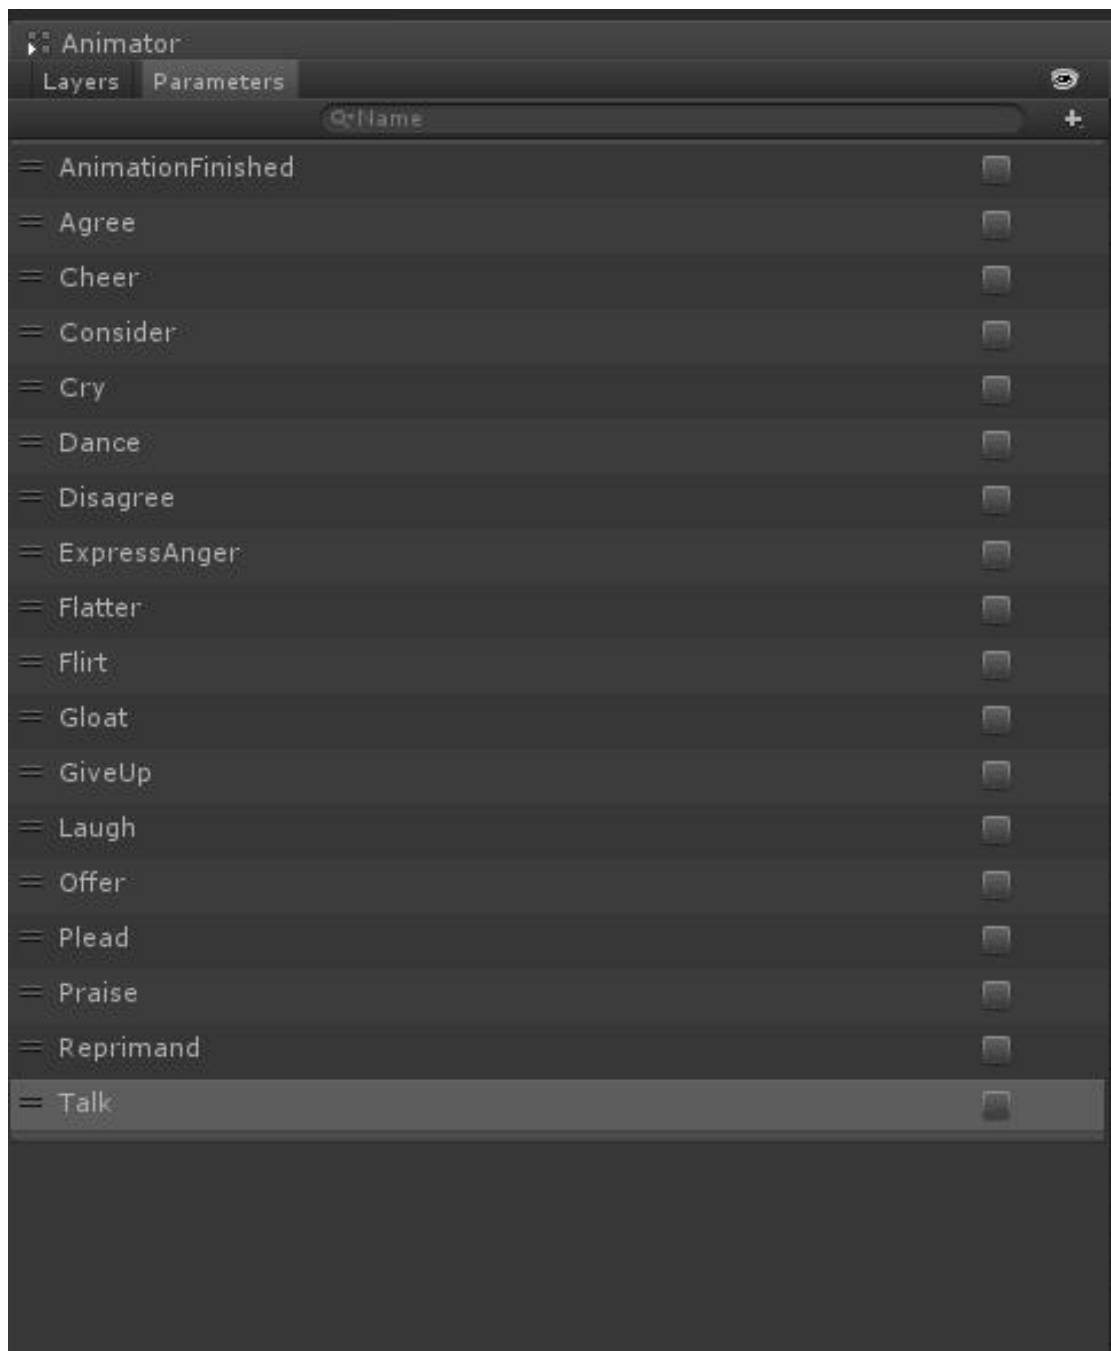 Animator
Layers Parameters
Name
AnimationFinished
Agree
Cheer
Consider
Cry
Dance
Disagree
ExpressAnger
Flatter
Flirt
Gloat
GiveUp
Laugh
Offer
Plead
Praise
Reprimand
Talk